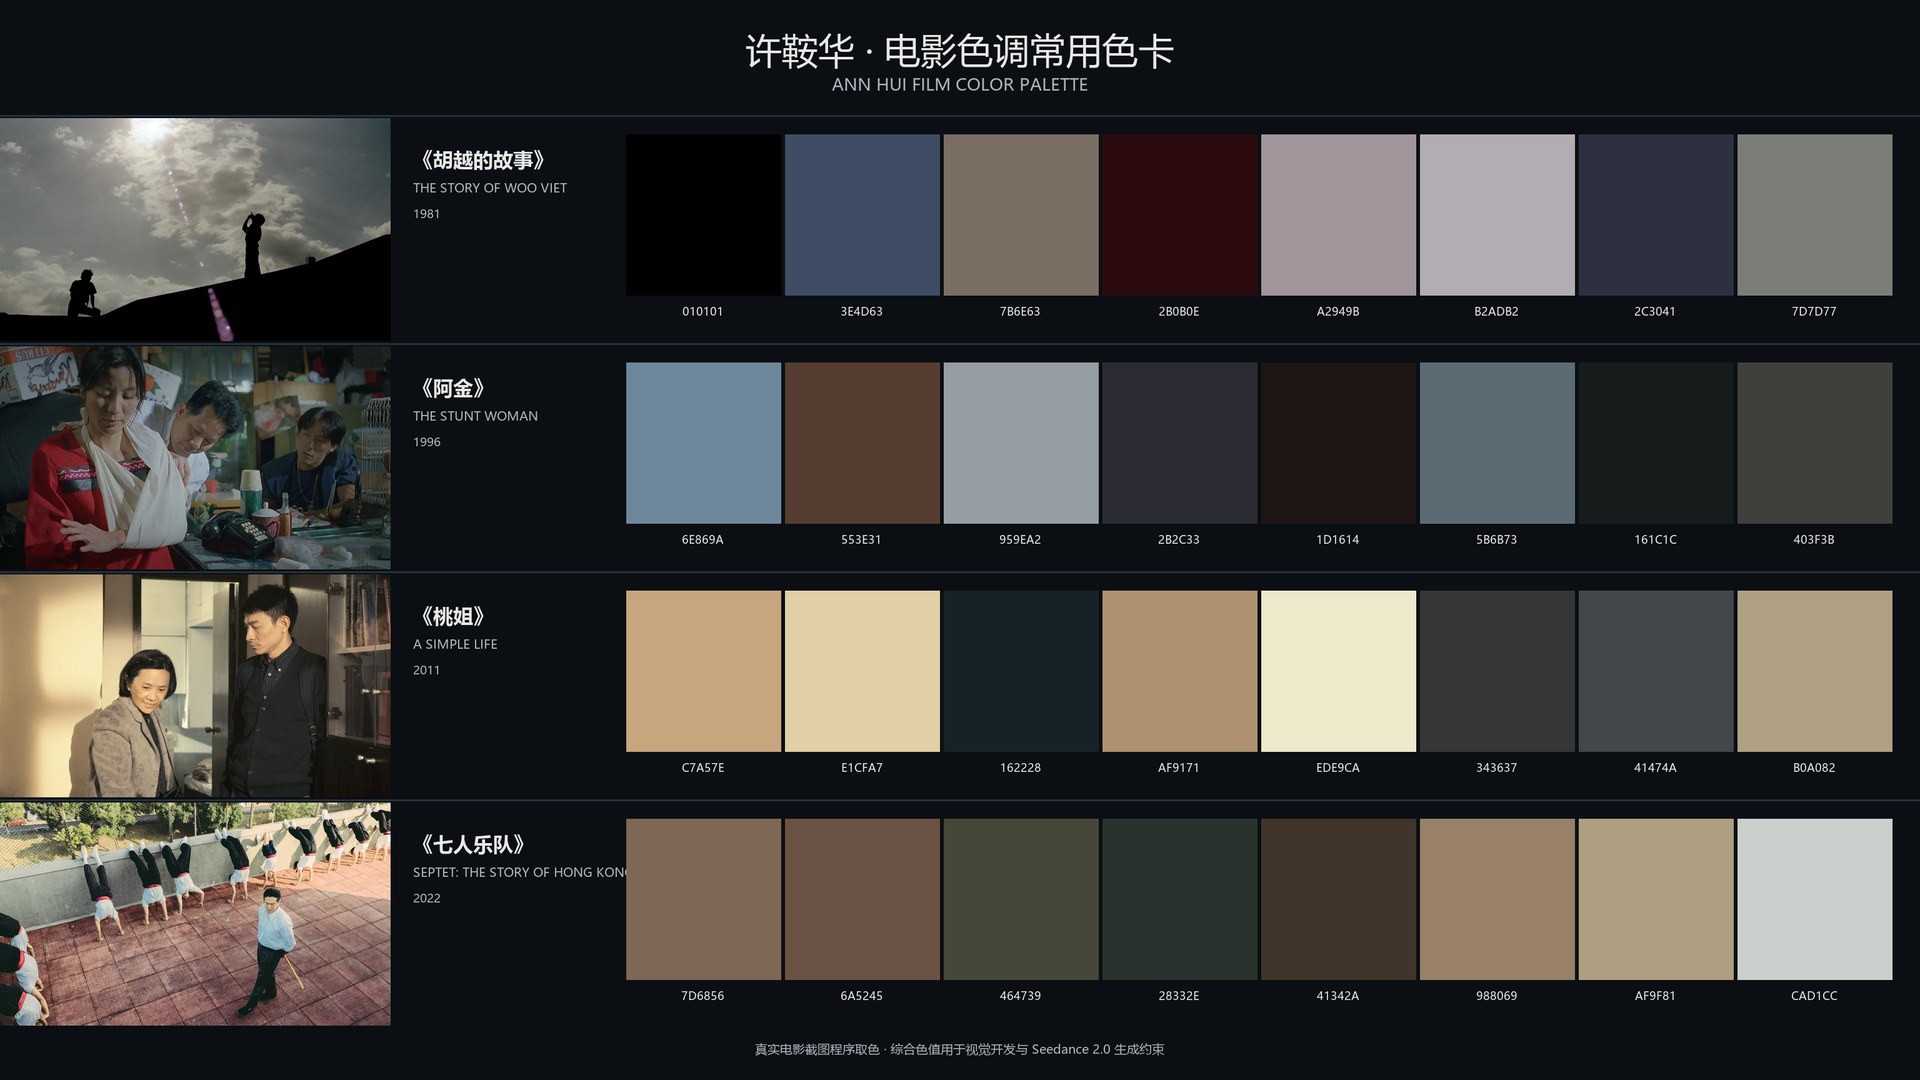 许鞍华 · 电影色调常用色卡
ANN HUI FILM COLOR PALETTE
《胡越的故事》
THE STORY OF WOO VIET
1981
010101 3E4D63 7B6E63 2B0B0E A2949B B2ADB2 2C3041 7D7D77
《阿金》
THE STUNT WOMAN
1996
6E869A 553E31 959EA2 2B2C33 1D1614 5B6B73 161C1C 403F3B
《桃姐》
A SIMPLE LIFE
2011
C7A57E E1CFA7 162228 AF9171 EDE9CA 343637 41474A B0A082
《七人乐队》
SEPTET: THE STORY OF HONG KON
2022
7D6856 6A5245 464739 28332E 41342A 988069 AF9F81 CAD1CC
真实电影截图程序取色 · 综合色值用于视觉开发与 Seedance 2.0 生成约束